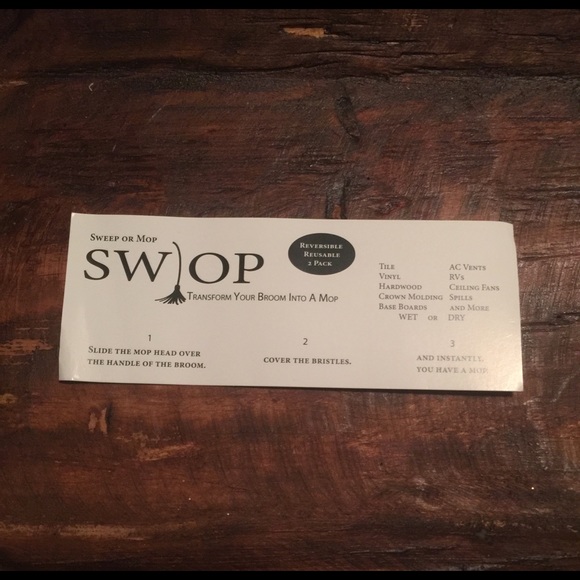 Sweep or Mop
SW OP
Transform Your Broom Into A Mop
Reversible
Reusable
2 Pack
Tile
Vinyl
Hardwood
Crown Molding
Base Boards
AC Vents
RVs
Ceiling Fans
Spills
and More
WET or DRY
1
Slide the mop head over
the handle of the broom.
2
cover the bristles.
3
and instantly,
you have a mop.